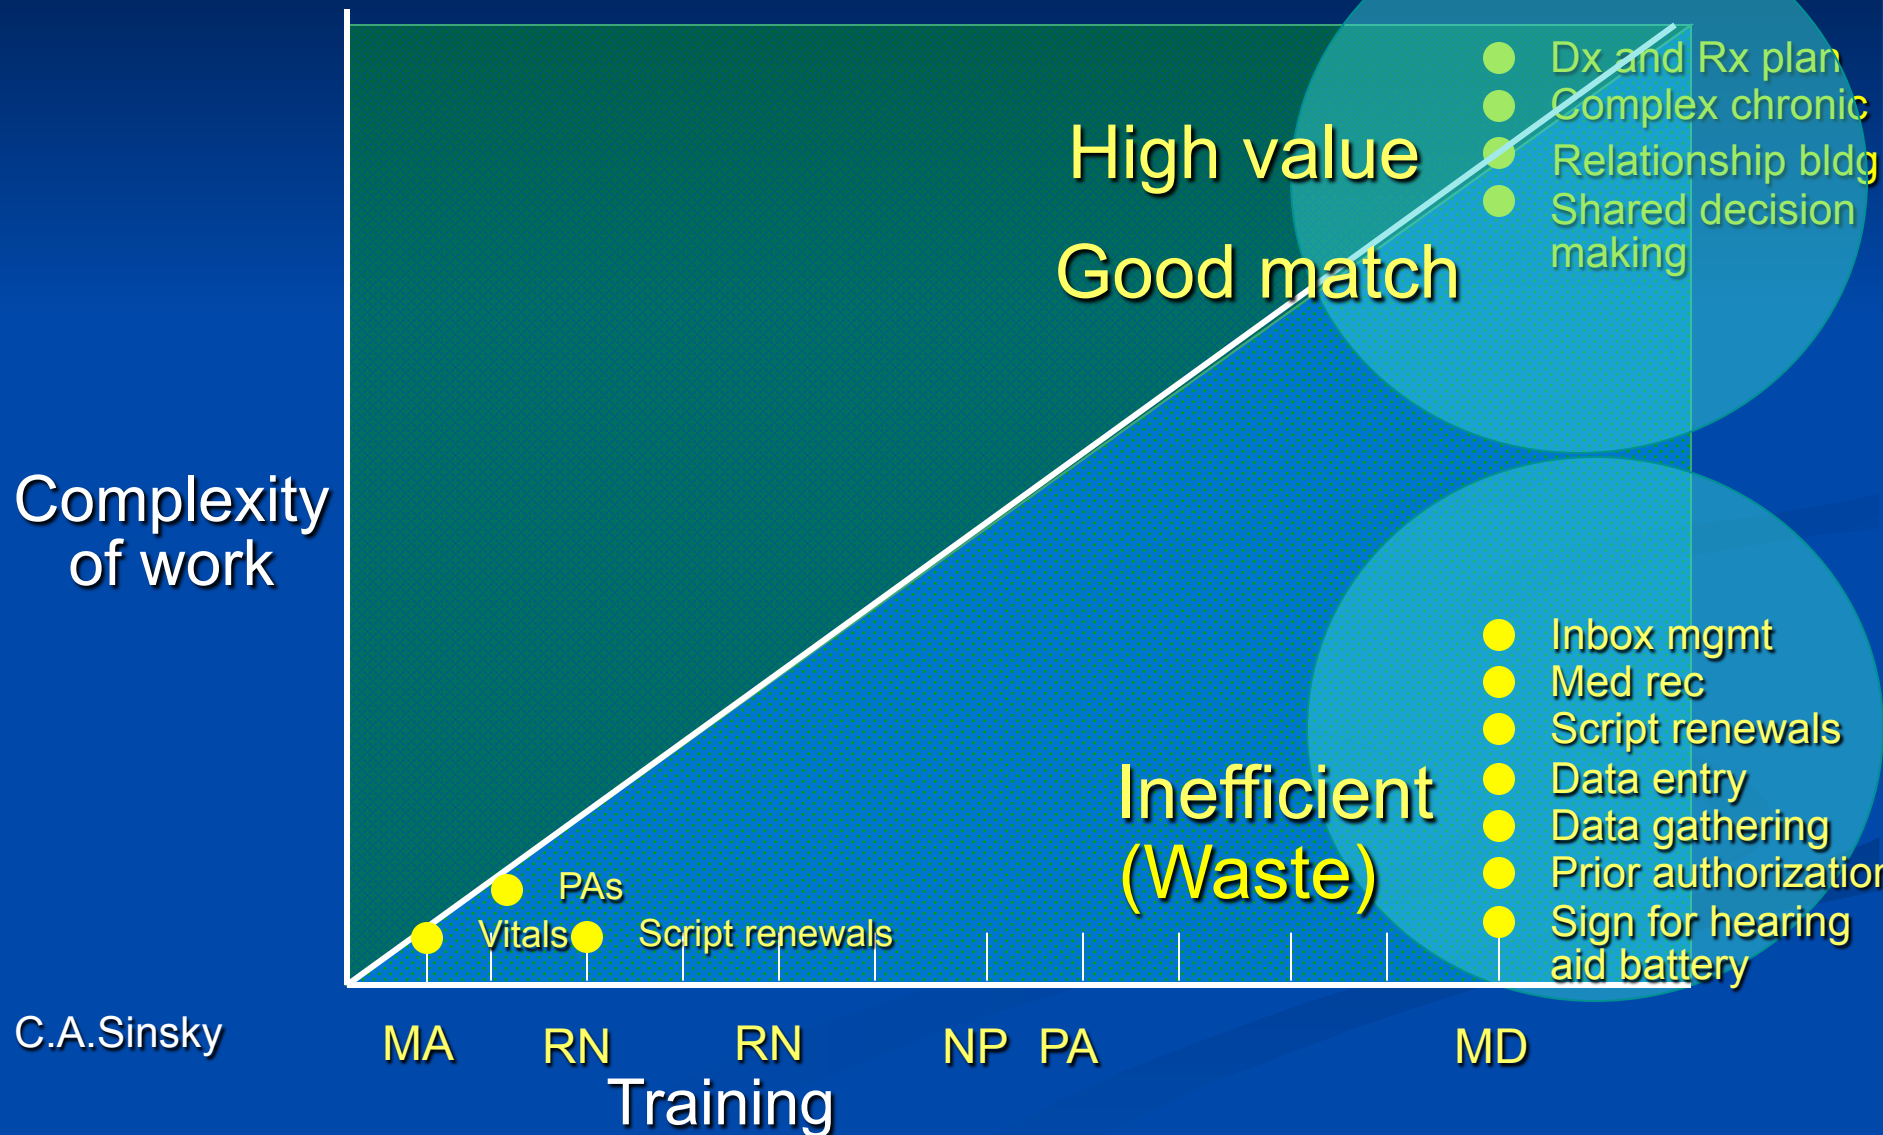 Dx and Rx plan
Complex chronic
Relationship bldg
Shared decision
making
High value
Good match
Complexity
of work
Inbox mgmt
Med rec
Script renewals
Data entry
Data gathering
Prior authorization
Sign for hearing
aid battery
Inefficient
(Waste)
PAs
Vitals
Script renewals
C.A.Sinsky
MA
RN
RN
NP
PA
MD
Training